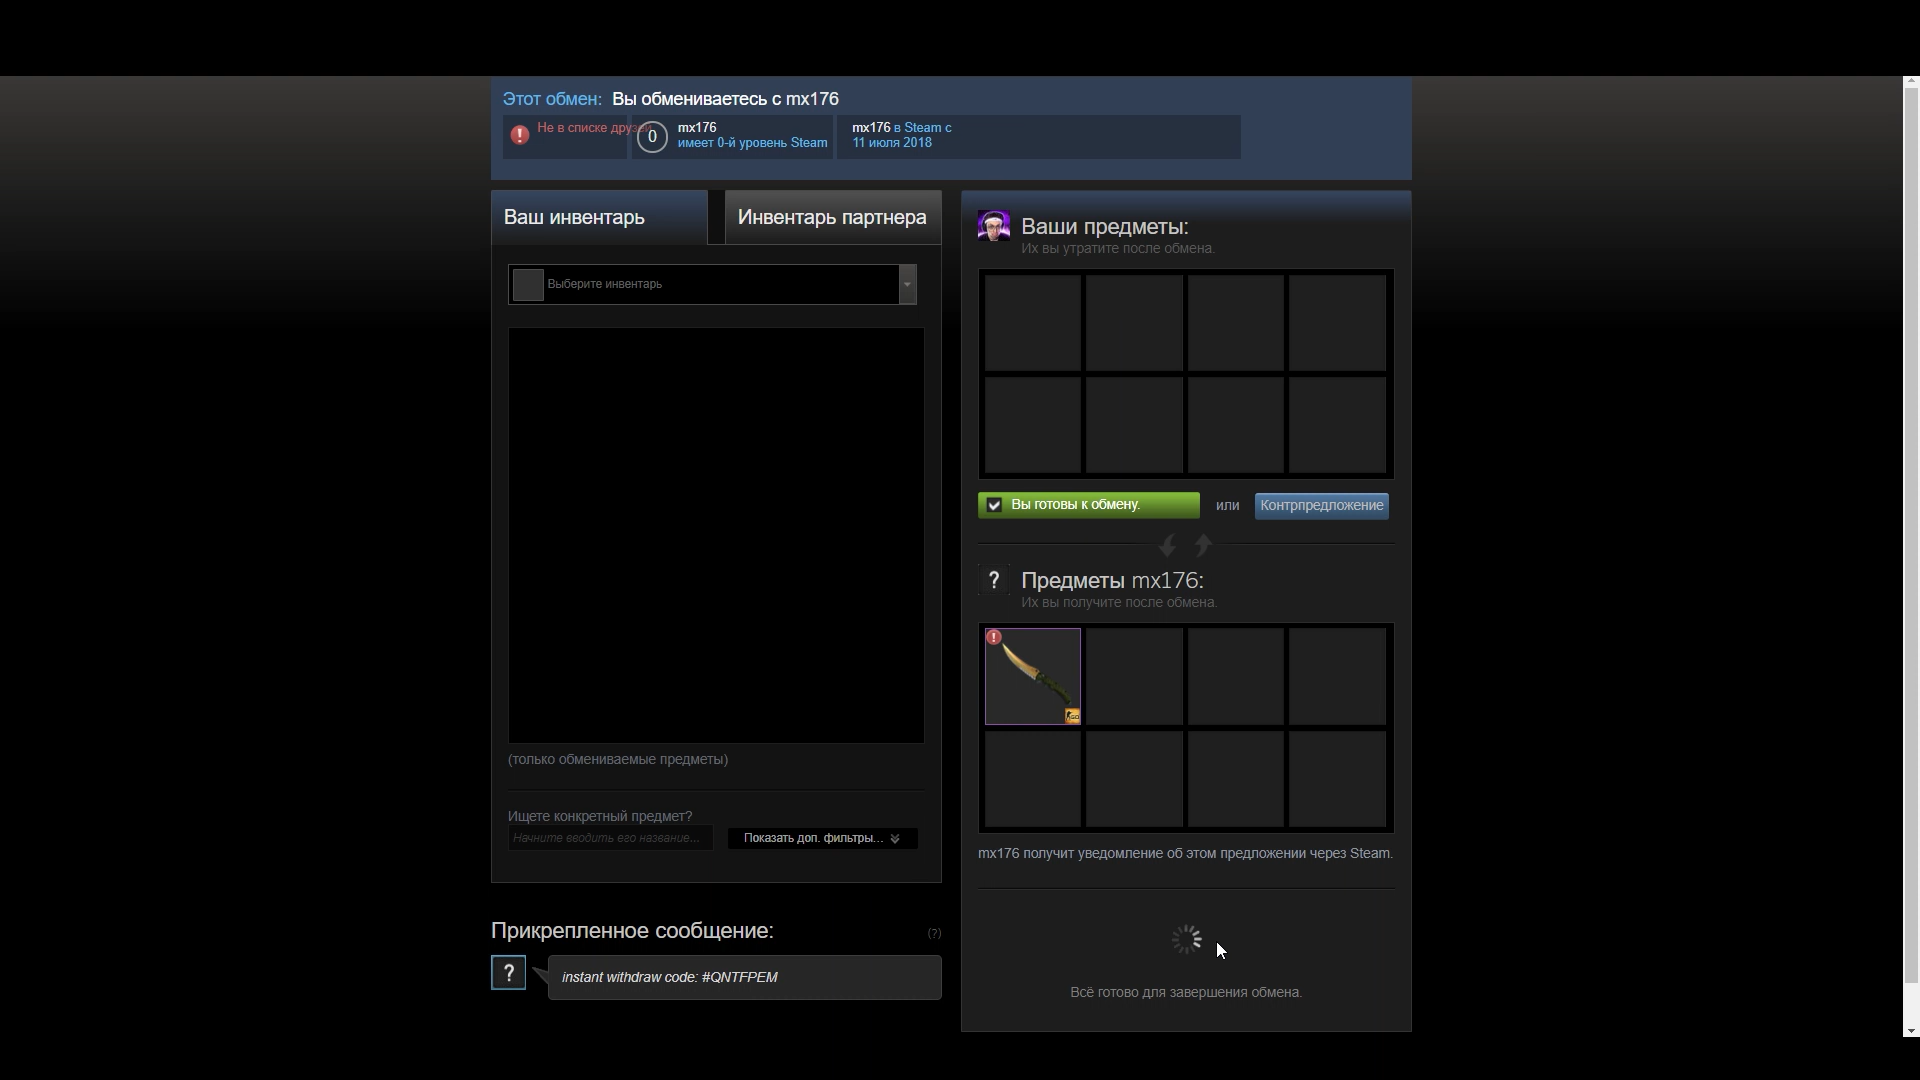 Этот обмен: Вы обмениваетесь с mx176
Не в списке друзей
0
mx176
имеет 0-й уровень Steam
mx176 в Steam с
11 июля 2018
Ваш инвентарь
Инвентарь партнера
Выберите инвентарь
(только обмениваемые предметы)
Ищете конкретный предмет?
Начните вводить его название...
Показать доп. фильтры...
Прикрепленное сообщение:
(?)
?
instant withdraw code: #QNTFPEM
Ваши предметы:
Их вы утратите после обмена.
Вы готовы к обмену.
или
Контрпредложение
?
Предметы mx176:
Их вы получите после обмена.
!
GO
mx176 получит уведомление об этом предложении через Steam.
Всё готово для завершения обмена.